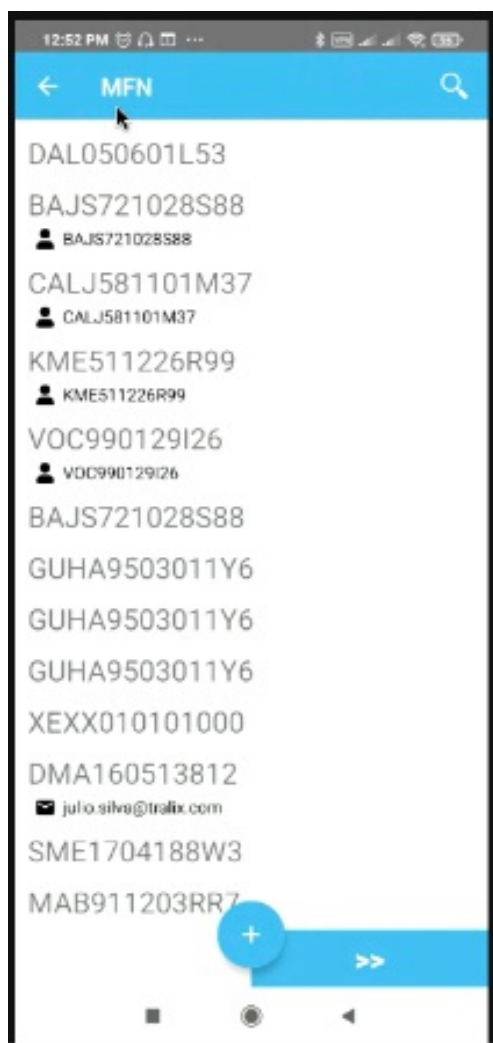 12:52 PM
MFN
DAL050601L53
BAJS721028S88
BAJS721028S88
CALJ581101M37
CALJ581101M37
KME511226R99
KME511226R99
VOC990129I26
VOC990129I26
BAJS721028S88
GUHA9503011Y6
GUHA9503011Y6
GUHA9503011Y6
XEXX010101000
DMA160513812
julio.silva@tralix.com
SME1704188W3
MAB911203RR7
+
>>